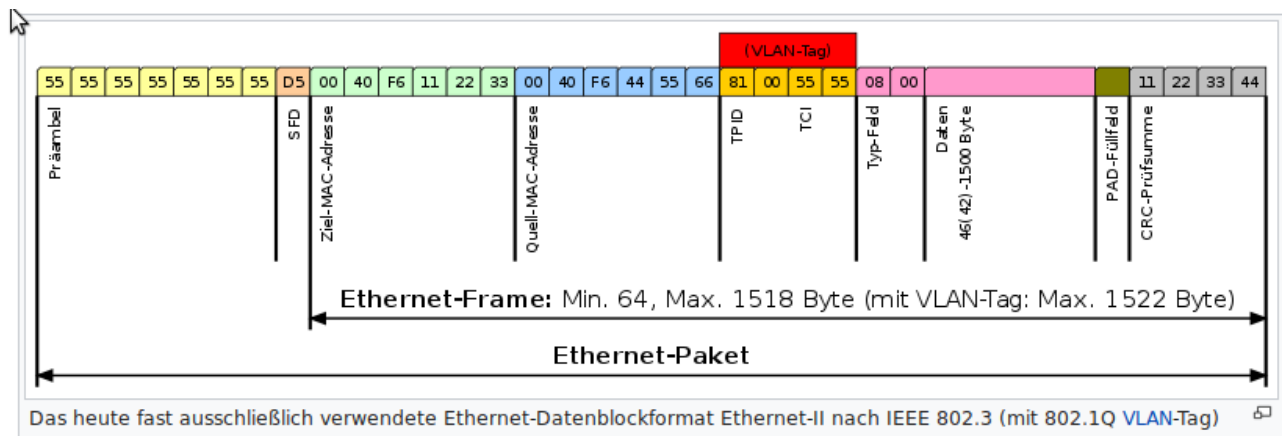 (VLAN-Tag)
55 55 55 55 55 55 55 D5 00 40 F6 11 22 33 00 40 F6 44 55 66 81 00 55 55 08 00 11 22 33 44
Präambel
SFD
Ziel-MAC-Adresse
Quell-MAC-Adresse
TPID
TCI
Typ-Feld
Daten
46(42)-1500 Byte
PAD-Füllfeld
CRC-Prüfsumme
Ethernet-Frame: Min. 64, Max. 1518 Byte (mit VLAN-Tag: Max. 1522 Byte)
Ethernet-Paket
Das heute fast ausschließlich verwendete Ethernet-Datenblockformat Ethernet-II nach IEEE 802.3 (mit 802.1Q VLAN-Tag)